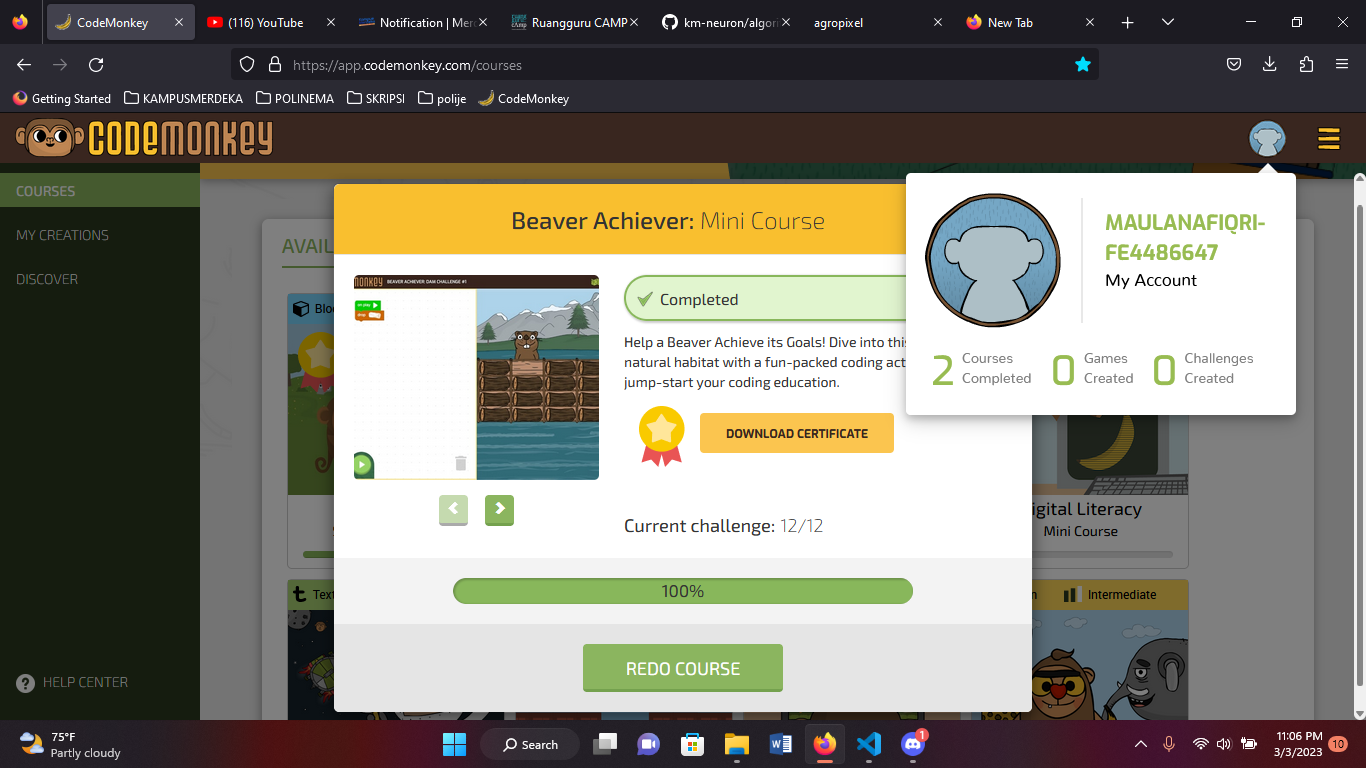 CodeMonkey
(116) YouTube
Notification | Mer
Ruangguru CAMP
km-neuron/algori
agropixel
New Tab
https://app.codemonkey.com/courses
Getting Started
KAMPUSMERDEKA
POLINEMA
SKRIPSI
polije
CodeMonkey
CODEMONKEY
COURSES
MY CREATIONS
DISCOVER
HELP CENTER
AVAIL
Bloc
Text
Beaver Achiever: Mini Course
monkey
BEAVER ACHIEVER DAM CHALLENGE #1
on play
Completed
Help a Beaver Achieve its Goals! Dive into this
natural habitat with a fun-packed coding act
jump-start your coding education.
DOWNLOAD CERTIFICATE
Current challenge: 12/12
100%
REDO COURSE
MAULANAFIQRI-
FE4486647
My Account
2 Courses
Completed
0 Games
Created
0 Challenges
Created
igital Literacy
Mini Course
n
Intermediate
75°F
Partly cloudy
Search
1
11:06 PM
3/3/2023
10